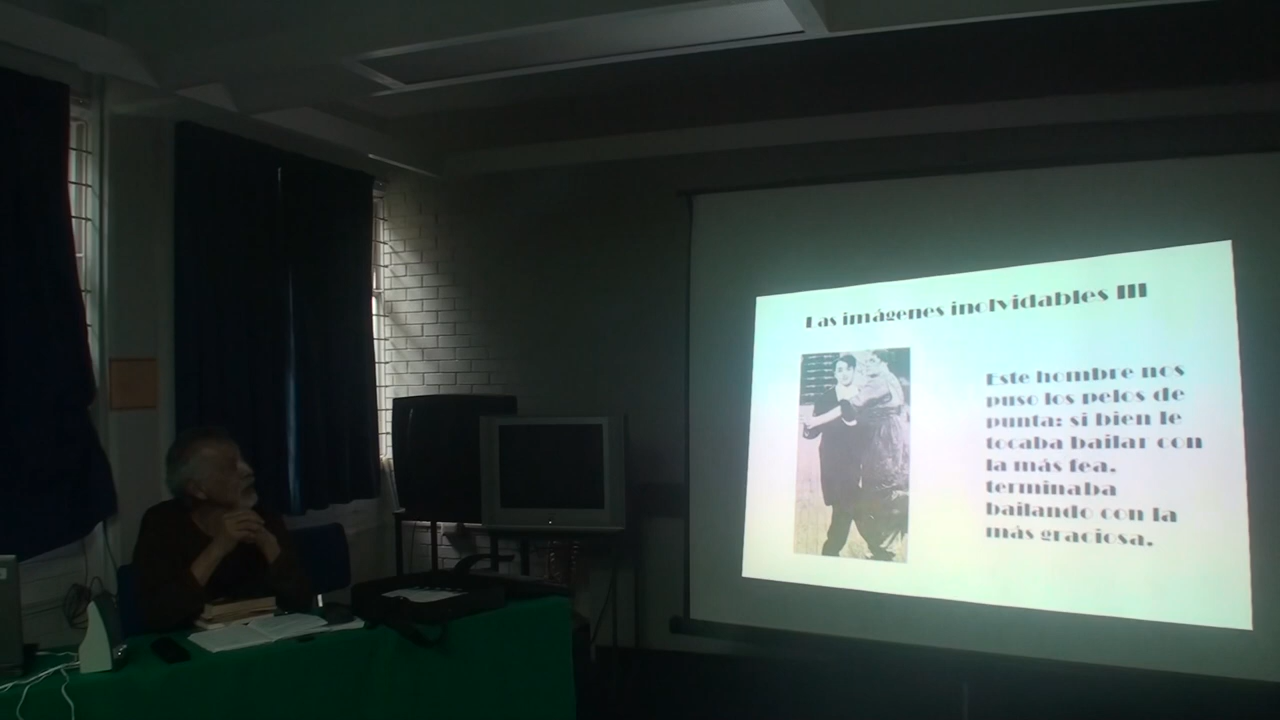 Las imágenes inolvidables III
Este hombre nos
puso los pelos de
punta: si bien le
tocaba bailar con
la más fea,
terminaba
bailando con la
más graciosa.